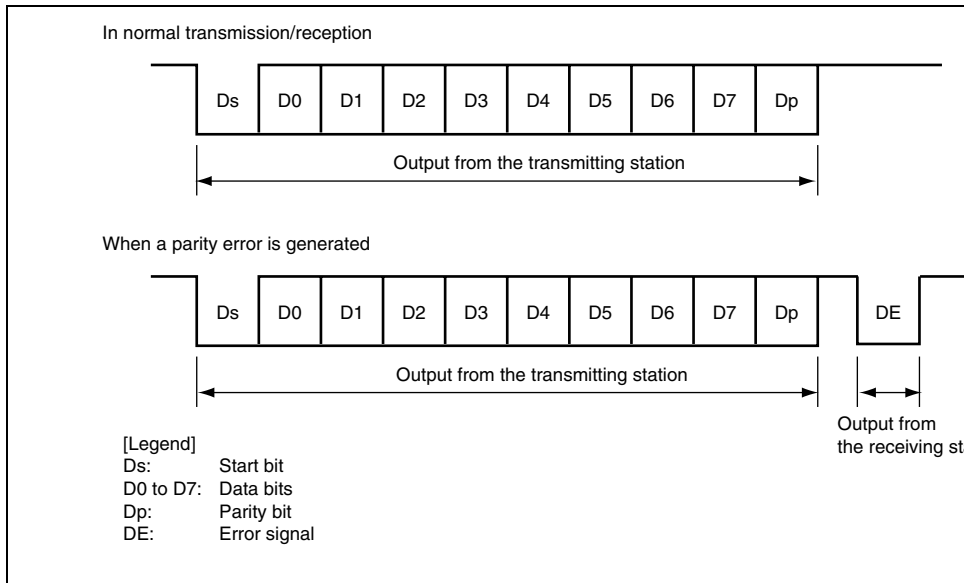 In normal transmission/reception
Ds D0 D1 D2 D3 D4 D5 D6 D7 Dp
Output from the transmitting station
When a parity error is generated
Ds D0 D1 D2 D3 D4 D5 D6 D7 Dp DE
Output from the transmitting station
Output from
the receiving
[Legend]
Ds: Start bit
D0 to D7: Data bits
Dp: Parity bit
DE: Error signal